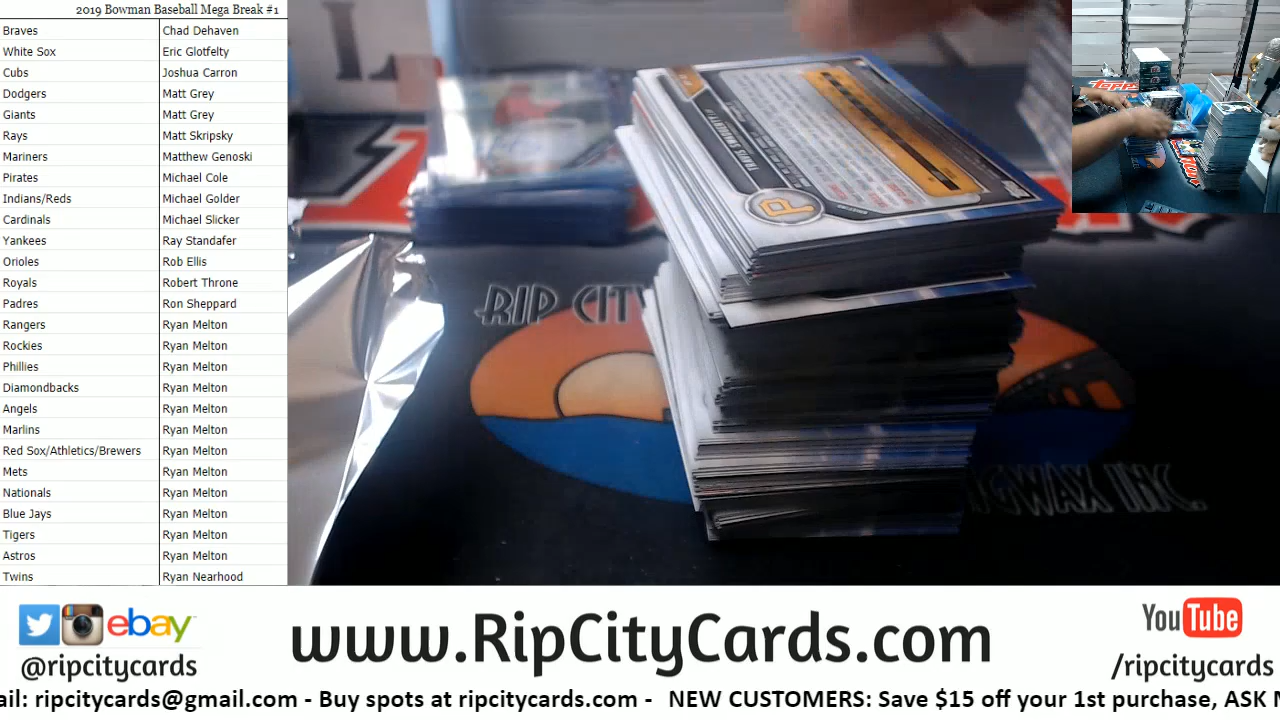 2019 Bowman Baseball Mega Break #1
Braves Chad Dehaven
White Sox Eric Glotfelty
Cubs Joshua Carron
Dodgers Matt Grey
Giants Matt Grey
Rays Matt Skripsky
Mariners Matthew Genoski
Pirates Michael Cole
Indians/Reds Michael Golder
Cardinals Michael Slicker
Yankees Ray Standafer
Orioles Rob Ellis
Royals Robert Throne
Padres Ron Sheppard
Rangers Ryan Melton
Rockies Ryan Melton
Phillies Ryan Melton
Diamondbacks Ryan Melton
Angels Ryan Melton
Marlins Ryan Melton
Red Sox/Athletics/Brewers Ryan Melton
Mets Ryan Melton
Nationals Ryan Melton
Blue Jays Ryan Melton
Tigers Ryan Melton
Astros Ryan Melton
Twins Ryan Nearhood
P
RIP CITY
INC.
Topps
ebay
@ripcitycards
www.RipCityCards.com
YouTube
/ripcitycards
ail: ripcitycards@gmail.com - Buy spots at ripcitycards.com - NEW CUSTOMERS: Save $15 off your 1st purchase, ASK